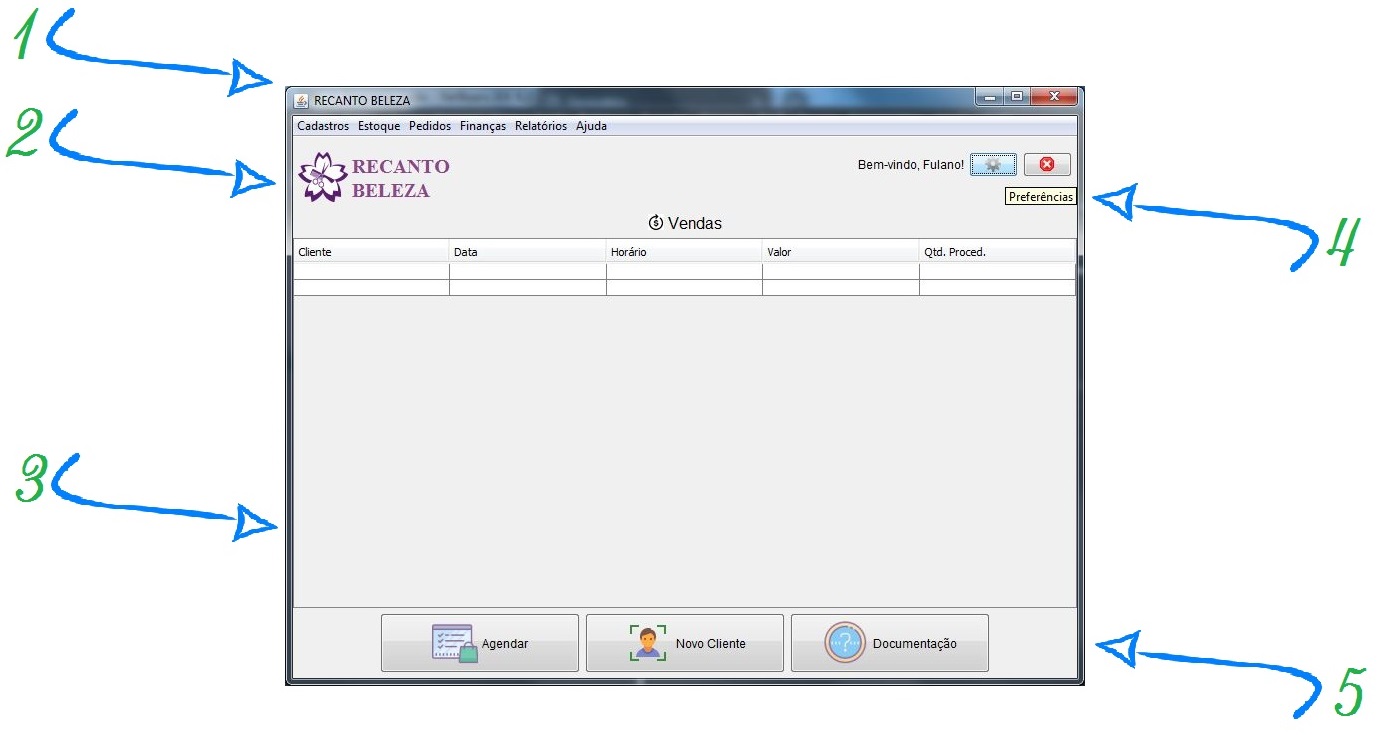 1
RECANTO BELEZA
2
Cadastros Estoque Pedidos Finanças Relatórios Ajuda
RECANTO
BELEZA
Bem-vindo, Fulano!
Preferências
4
Vendas
Cliente Data Horário Valor Qtd. Proced.
3
Agendar Novo Cliente Documentação
5